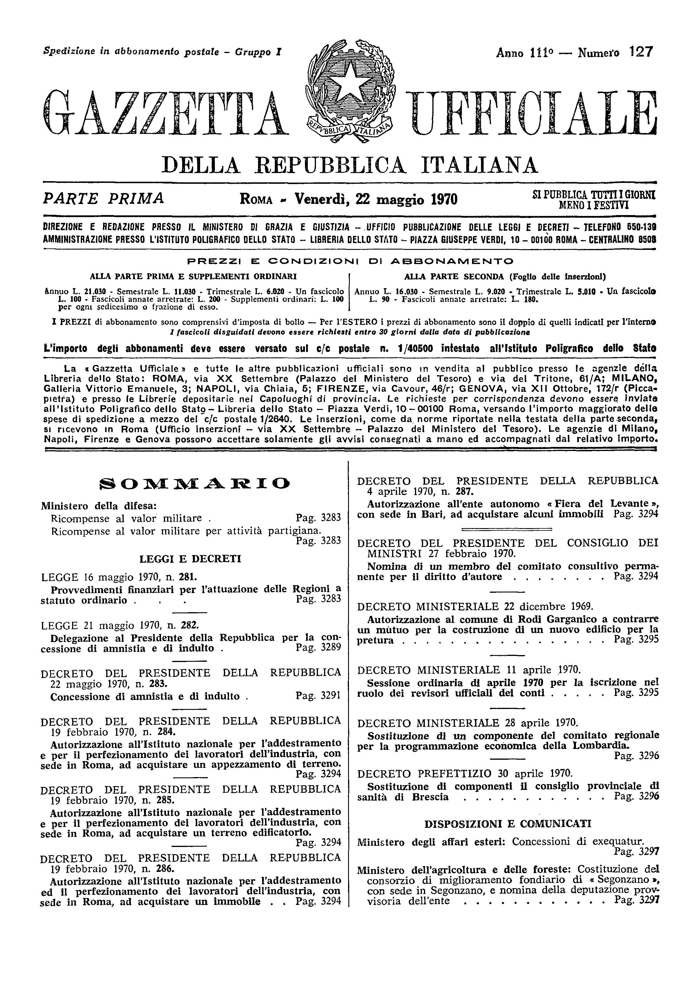 Spedizione in abbonamento postale - Gruppo I
Anno 111° — Numero 127
GAZZETTA UFFICIALE
REPVBBLICA ITALIANA
DELLA REPUBBLICA ITALIANA
PARTE PRIMA
ROMA - Venerdì, 22 maggio 1970
SI PUBBLICA TUTTI I GIORNI
MENO I FESTIVI
DIREZIONE E REDAZIONE PRESSO IL MINISTERO DI GRAZIA E GIUSTIZIA — UFFICIO PUBBLICAZIONE DELLE LEGGI E DECRETI — TELEFONO 650-139
AMMINISTRAZIONE PRESSO L'ISTITUTO POLIGRAFICO DELLO STATO — LIBRERIA DELLO STATO — PIAZZA GIUSEPPE VERDI, 10 — 00100 ROMA — CENTRALINO 8508
PREZZI E CONDIZIONI DI ABBONAMENTO
ALLA PARTE PRIMA E SUPPLEMENTI ORDINARI
Annuo L. 21.030 - Semestrale L. 11.030 - Trimestrale L. 6.020 - Un fascicolo
L. 100 - Fascicoli annate arretrate: L. 200 - Supplementi ordinari: L. 100
per ogni sedicesimo o frazione di esso.
ALLA PARTE SECONDA (Foglio delle inserzioni)
Annuo L. 16.030 - Semestrale L. 9.020 - Trimestrale L. 5.010 - Un fascicolo
L. 90 - Fascicoli annate arretrate: L. 180.
I PREZZI di abbonamento sono comprensivi d'imposta di bollo — Per l'ESTERO i prezzi di abbonamento sono il doppio di quelli indicati per l'interno
I fascicoli disguidati devono essere richiesti entro 30 giorni dalla data di pubblicazione
L'importo degli abbonamenti deve essere versato sul c/c postale n. 1/40500 intestato all'Istituto Poligrafico dello Stato
La « Gazzetta Ufficiale » e tutte le altre pubblicazioni ufficiali sono in vendita al pubblico presso le agenzie della
Libreria dello Stato: ROMA, via XX Settembre (Palazzo del Ministero del Tesoro) e via del Tritone, 61/A; MILANO,
Galleria Vittorio Emanuele, 3; NAPOLI, via Chiaia, 5; FIRENZE, via Cavour, 46/r; GENOVA, via XII Ottobre, 172/r (Picca-
pietra) e presso le Librerie depositarie nei Capoluoghi di provincia. Le richieste per corrispondenza devono essere inviate
all'Istituto Poligrafico dello Stato — Libreria dello Stato — Piazza Verdi, 10 — 00100 Roma, versando l'importo maggiorato delle
spese di spedizione a mezzo del c/c postale 1/2640. Le inserzioni, come da norme riportate nella testata della parte seconda,
si ricevono in Roma (Ufficio inserzioni — via XX Settembre — Palazzo del Ministero del Tesoro). Le agenzie di Milano,
Napoli, Firenze e Genova possono accettare solamente gli avvisi consegnati a mano ed accompagnati dal relativo importo.
SOMMARIO
Ministero della difesa:
Ricompense al valor militare . Pag. 3283
Ricompense al valor militare per attività partigiana.
Pag. 3283
LEGGI E DECRETI
LEGGE 16 maggio 1970, n. 281.
Provvedimenti finanziari per l'attuazione delle Regioni a
statuto ordinario . . . Pag. 3283
LEGGE 21 maggio 1970, n. 282.
Delegazione al Presidente della Repubblica per la con-
cessione di amnistia e di indulto . Pag. 3289
DECRETO DEL PRESIDENTE DELLA REPUBBLICA
22 maggio 1970, n. 283.
Concessione di amnistia e di indulto . Pag. 3291
DECRETO DEL PRESIDENTE DELLA REPUBBLICA
19 febbraio 1970, n. 284.
Autorizzazione all'Istituto nazionale per l'addestramento
e per il perfezionamento dei lavoratori dell'industria, con
sede in Roma, ad acquistare un appezzamento di terreno.
Pag. 3294
DECRETO DEL PRESIDENTE DELLA REPUBBLICA
19 febbraio 1970, n. 285.
Autorizzazione all'Istituto nazionale per l'addestramento
e per il perfezionamento dei lavoratori dell'industria, con
sede in Roma, ad acquistare un terreno edificatorio.
Pag. 3294
DECRETO DEL PRESIDENTE DELLA REPUBBLICA
19 febbraio 1970, n. 286.
Autorizzazione all'Istituto nazionale per l'addestramento
ed il perfezionamento dei lavoratori dell'industria, con
sede in Roma, ad acquistare un immobile . . Pag. 3294
DECRETO DEL PRESIDENTE DELLA REPUBBLICA
4 aprile 1970, n. 287.
Autorizzazione all'ente autonomo « Fiera del Levante »,
con sede in Bari, ad acquistare alcuni immobili Pag. 3294
DECRETO DEL PRESIDENTE DEL CONSIGLIO DEI
MINISTRI 27 febbraio 1970.
Nomina di un membro del comitato consultivo perma-
nente per il diritto d'autore . . . . . . . . Pag. 3294
DECRETO MINISTERIALE 22 dicembre 1969.
Autorizzazione al comune di Rodi Garganico a contrarre
un mutuo per la costruzione di un nuovo edificio per la
pretura . . . . . . . . . . . . . . . . . Pag. 3295
DECRETO MINISTERIALE 11 aprile 1970.
Sessione ordinaria di aprile 1970 per la iscrizione nel
ruolo dei revisori ufficiali dei conti . . . . . Pag. 3295
DECRETO MINISTERIALE 28 aprile 1970.
Sostituzione di un componente del comitato regionale
per la programmazione economica della Lombardia.
Pag. 3296
DECRETO PREFETTIZIO 30 aprile 1970.
Sostituzione di componenti il consiglio provinciale di
sanità di Brescia . . . . . . . . . . . . Pag. 3296
DISPOSIZIONI E COMUNICATI
Ministero degli affari esteri: Concessioni di exequatur.
Pag. 3297
Ministero dell'agricoltura e delle foreste: Costituzione del
consorzio di miglioramento fondiario di « Segonzano »,
con sede in Segonzano, e nomina della deputazione prov-
visoria dell'ente . . . . . . . . . . . . Pag. 3297